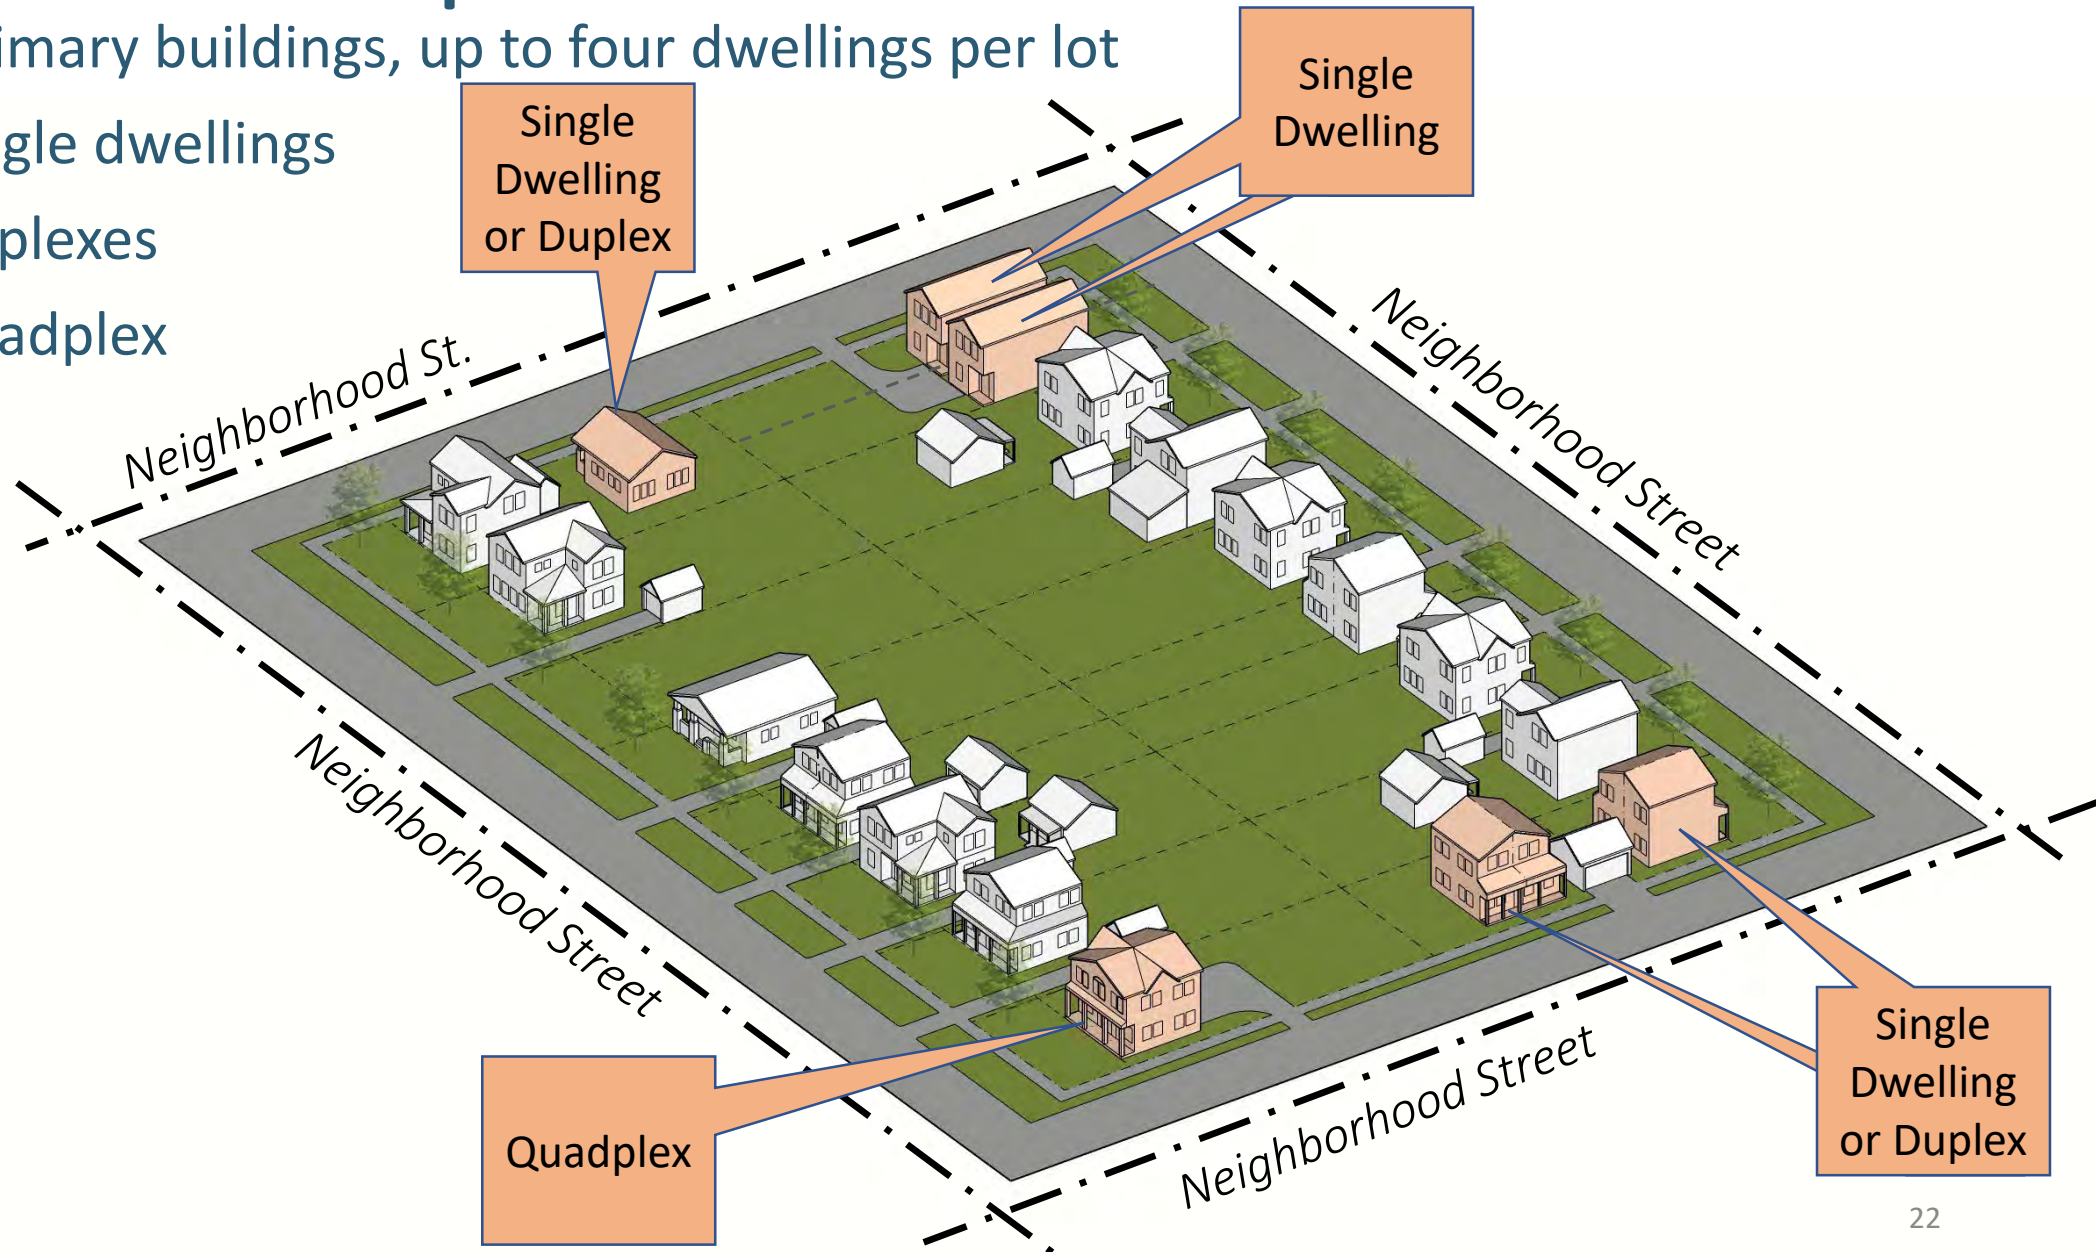 imary buildings, up to four dwellings per lot
gle dwellings
plexes
adplex
Single
Dwelling
or Duplex
Single
Dwelling
Neighborhood St.
Neighborhood Street
Neighborhood Street
Neighborhood Street
Quadplex
Single
Dwelling
or Duplex
22